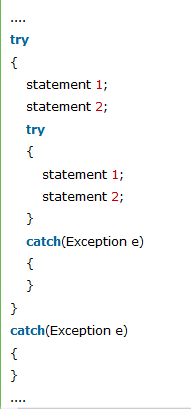 ....
try
{
statement 1;
statement 2;
try
{
statement 1;
statement 2;
}
catch(Exception e)
{
}
}
catch(Exception e)
{
}
....